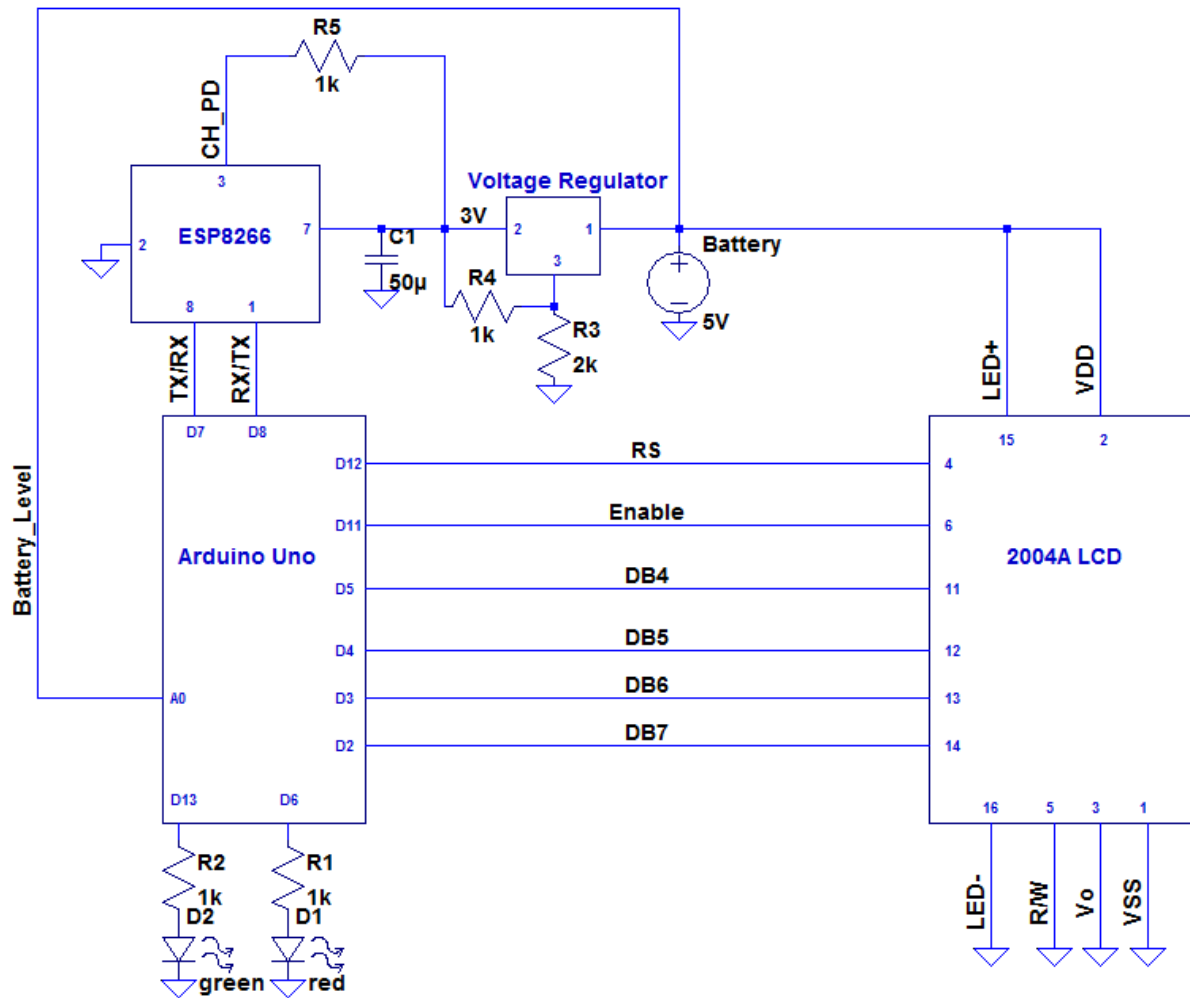 R5
1k
CH_PD
3
Voltage Regulator
ESP8266
7
2
8
1
C1
50µ
3V
2
1
3
R4
1k
R3
2k
Battery
5V
TX/RX
RX/TX
LED+
VDD
D7
D8
15
2
Battery_Level
Arduino Uno
D12
RS
4
D11
Enable
6
2004A LCD
D5
DB4
11
D4
DB5
12
A0
D3
DB6
13
D2
DB7
14
D13
D6
16
5
3
1
R2
1k
D2
green
R1
1k
D1
red
LED-
R/W
Vo
VSS